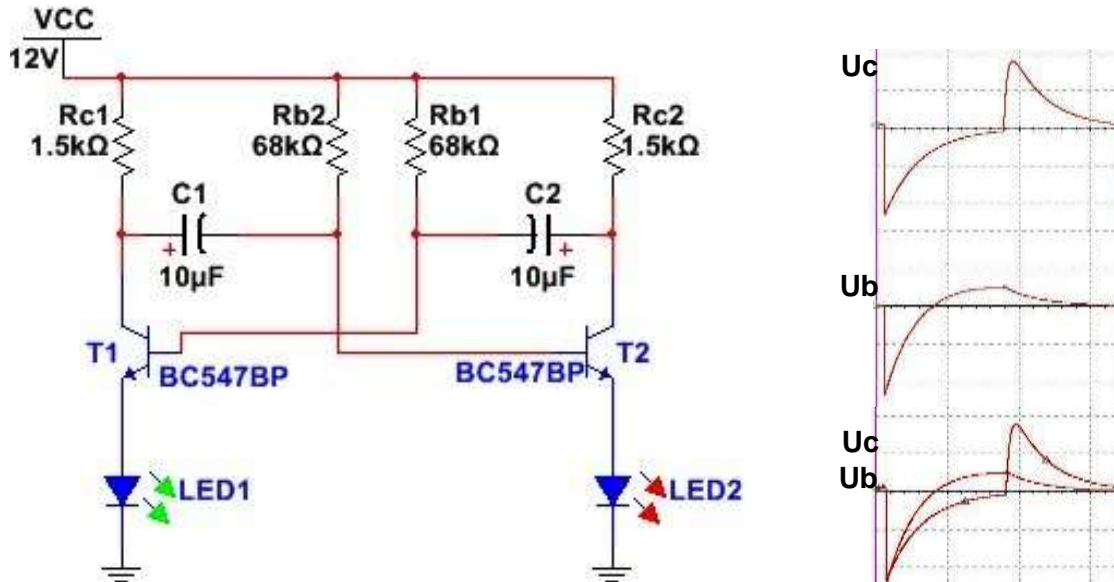 VCC
12V
Rc1
1.5kΩ
Rb2
68kΩ
Rb1
68kΩ
Rc2
1.5kΩ
C1
+
10µF
C2
+
10µF
T1
BC547BP
BC547BP
T2
LED1
LED2
Uc
Ub
Uc
Ub